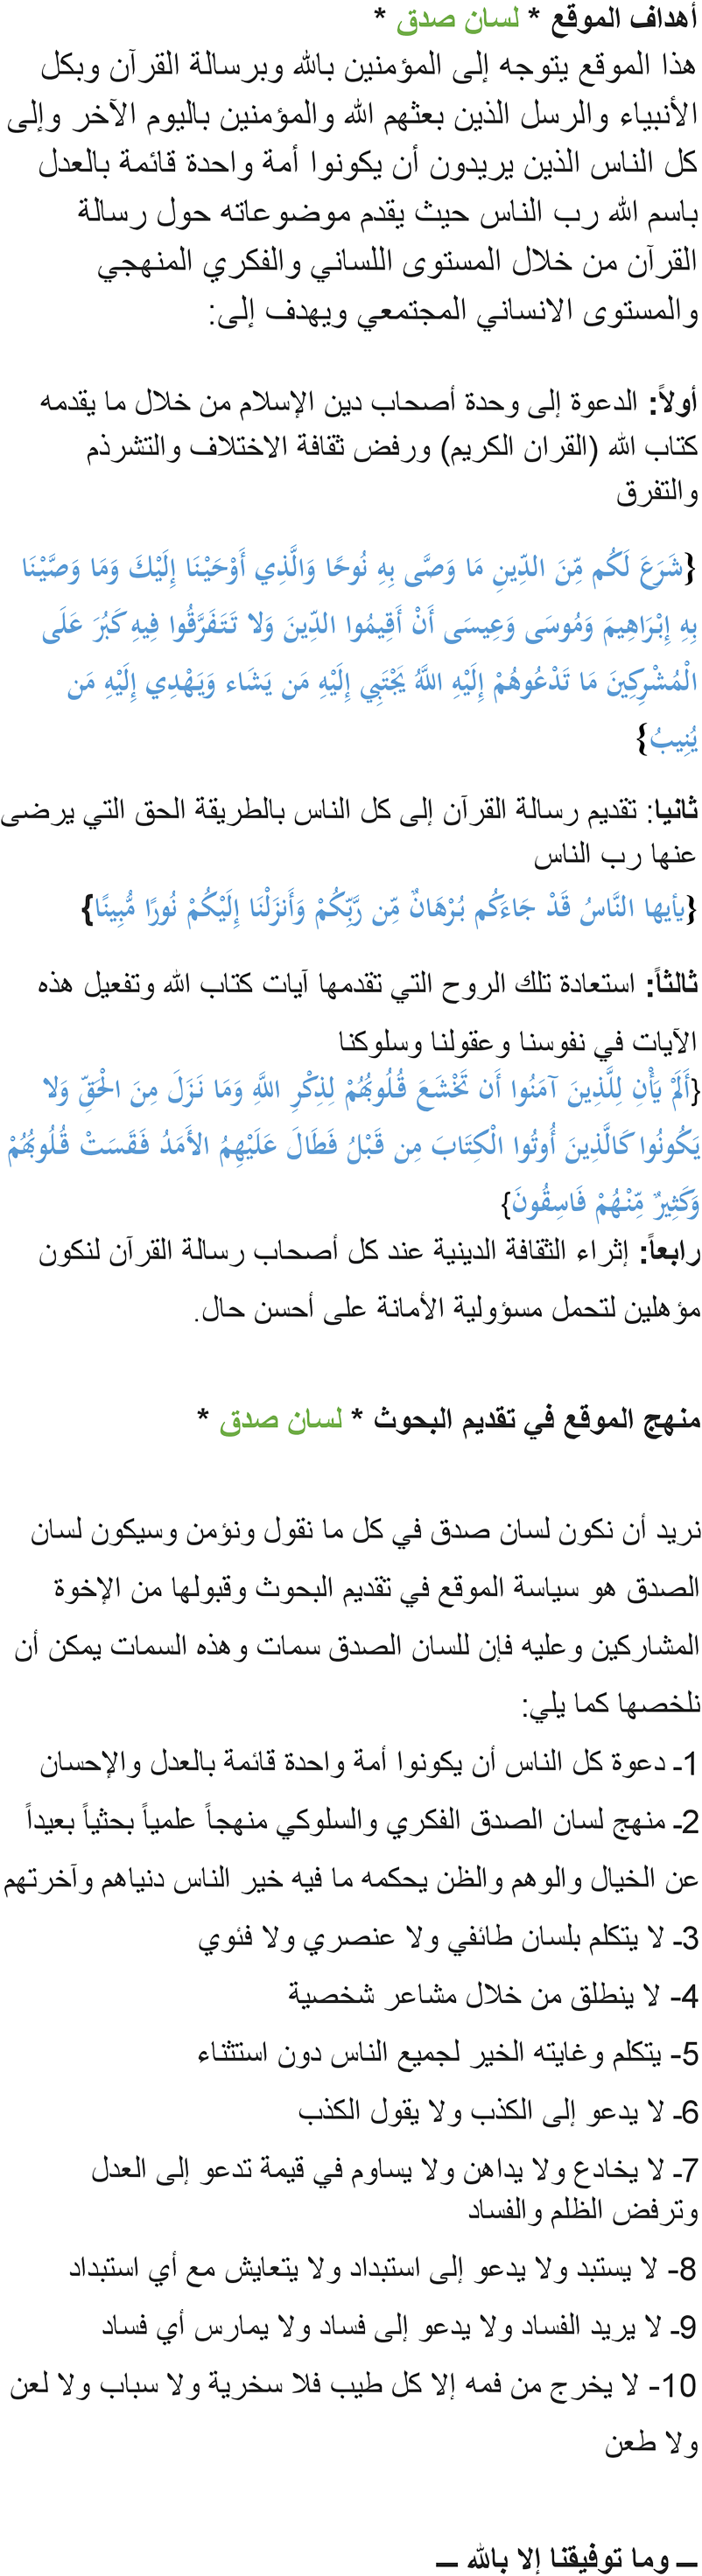 أهداف الموقع * لسان صدق *
هذا الموقع يتوجه إلى المؤمنين بالله وبرسالة القرآن وبكل
الأنبياء والرسل الذين بعثهم الله والمؤمنين باليوم الآخر وإلى
كل الناس الذين يريدون أن يكونوا أمة واحدة قائمة بالعدل
باسم الله رب الناس حيث يقدم موضوعاته حول رسالة
القرآن من خلال المستوى اللساني والفكري المنهجي
والمستوى الانساني المجتمعي ويهدف إلى:
أولاً: الدعوة إلى وحدة أصحاب دين الإسلام من خلال ما يقدمه
كتاب الله (القران الكريم) ورفض ثقافة الاختلاف والتشرذم
والتفرق
{شَرَعَ لَكُم مِّنَ الدِّينِ مَا وَصَّى بِهِ نُوحًا وَالَّذِي أَوْحَيْنَا إِلَيْكَ وَمَا وَصَّيْنَا
بِهِ إِبْرَاهِيمَ وَمُوسَى وَعِيسَى أَنْ أَقِيمُوا الدِّينَ وَلا تَتَفَرَّقُوا فِيهِ كَبُرَ عَلَى
الْمُشْرِكِينَ مَا تَدْعُوهُمْ إِلَيْهِ اللَّهُ يَجْتَبِي إِلَيْهِ مَن يَشَاء وَيَهْدِي إِلَيْهِ مَن
يُنِيبُ}
ثانيا: تقديم رسالة القرآن إلى كل الناس بالطريقة الحق التي يرضى
عنها رب الناس
{يأيها النَّاسُ قَدْ جَاءَكُم بُرْهَانٌ مِّن رَّبِّكُمْ وَأَنزَلْنَا إِلَيْكُمْ نُورًا مُّبِينًا}
ثالثاً: استعادة تلك الروح التي تقدمها آيات كتاب الله وتفعيل هذه
الآيات في نفوسنا وعقولنا وسلوكنا
{أَلَمْ يَأْنِ لِلَّذِينَ آمَنُوا أَن تَخْشَعَ قُلُوبُهُمْ لِذِكْرِ اللَّهِ وَمَا نَزَلَ مِنَ الْحَقِّ وَلا
يَكُونُوا كَالَّذِينَ أُوتُوا الْكِتَابَ مِن قَبْلُ فَطَالَ عَلَيْهِمُ الأَمَدُ فَقَسَتْ قُلُوبُهُمْ
وَكَثِيرٌ مِّنْهُمْ فَاسِقُونَ}
رابعاً: إثراء الثقافة الدينية عند كل أصحاب رسالة القرآن لنكون
مؤهلين لتحمل مسؤولية الأمانة على أحسن حال.
منهج الموقع في تقديم البحوث * لسان صدق *
نريد أن نكون لسان صدق في كل ما نقول ونؤمن وسيكون لسان
الصدق هو سياسة الموقع في تقديم البحوث وقبولها من الإخوة
المشاركين وعليه فإن للسان الصدق سمات وهذه السمات يمكن أن
نلخصها كما يلي:
1ـ دعوة كل الناس أن يكونوا أمة واحدة قائمة بالعدل والإحسان
2ـ منهج لسان الصدق الفكري والسلوكي منهجاً علمياً بحثياً بعيداً
عن الخيال والوهم والظن يحكمه ما فيه خير الناس دنياهم وآخرتهم
3ـ لا يتكلم بلسان طائفي ولا عنصري ولا فئوي
4- لا ينطلق من خلال مشاعر شخصية
5- يتكلم وغايته الخير لجميع الناس دون استثناء
6ـ لا يدعو إلى الكذب ولا يقول الكذب
7ـ لا يخادع ولا يداهن ولا يساوم في قيمة تدعو إلى العدل
وترفض الظلم والفساد
8- لا يستبد ولا يدعو إلى استبداد ولا يتعايش مع أي استبداد
9ـ لا يريد الفساد ولا يدعو إلى فساد ولا يمارس أي فساد
10- لا يخرج من فمه إلا كل طيب فلا سخرية ولا سباب ولا لعن
ولا طعن
ــ وما توفيقنا إلا بالله ــ